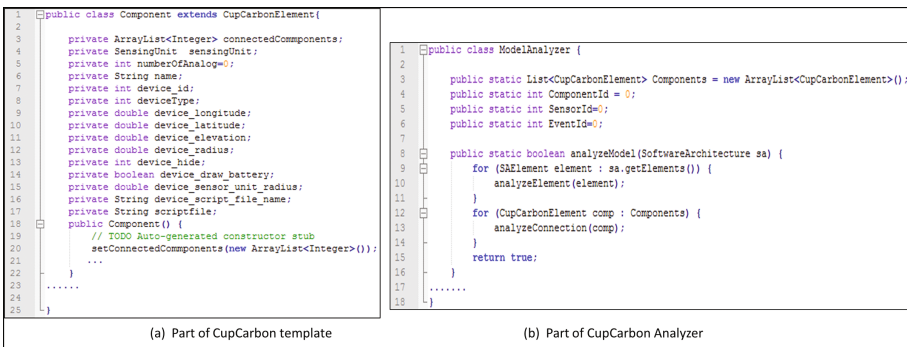 1 public class Component extends CupCarbonElement{
2
3 private ArrayList<Integer> connectedCommponents;
4 private SensingUnit sensingUnit;
5 private int numberOfAnalog=0;
6 private String name;
7 private int device_id;
8 private int deviceType;
9 private double device_longitude;
10 private double device_latitude;
11 private double device_elevation;
12 private double device_radius;
13 private int device_hide;
14 private boolean device_draw_battery;
15 private double device_sensor_unit_radius;
16 private String device_script_file_name;
17 private String scriptfile;
18 public Component() {
19 // TODO Auto-generated constructor stub
20 setConnectedCommponents(new ArrayList<Integer>());
21 ...
22 }
23 ......
24
25 }
(a) Part of CupCarbon template
1 public class ModelAnalyzer {
2
3 public static List<CupCarbonElement> Components = new ArrayList<CupCarbonElement>();
4 public static int ComponentId = 0;
5 public static int SensorId=0;
6 public static int EventId=0;
7
8 public static boolean analyzeModel(SoftwareArchitecture sa) {
9 for (SAElement element : sa.getElements()) {
10 analyzeElement(element);
11 }
12 for (CupCarbonElement comp : Components) {
13 analyzeConnection(comp);
14 }
15 return true;
16 }
17 .......
18 }
(b) Part of CupCarbon Analyzer